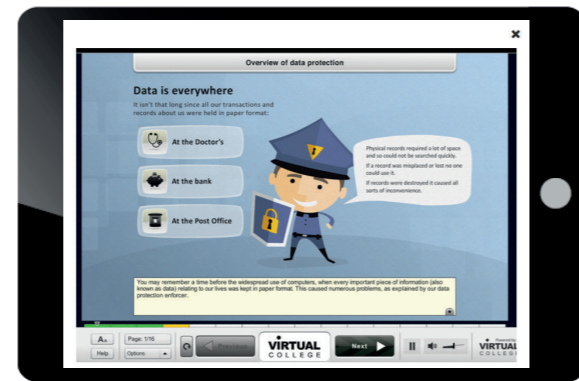 Overview of data protection
Data is everywhere
It isn't that long since all our transactions and
records about us were held in paper format:
At the Doctor's
At the bank
At the Post Office
Physical records required a lot of space
and so could not be searched quickly.
If a record was misplaced or lost no one
could use it.
If records were destroyed it caused all
sorts of inconvenience.
You may remember a time before the widespread use of computers, when every important piece of information (also
known as data) relating to our lives was kept in paper format. This caused numerous problems, as explained by our data
protection enforcer.
Page: 1/16
Help
Options
Previous
VIRTUAL
COLLEGE
Next
VIRTUAL